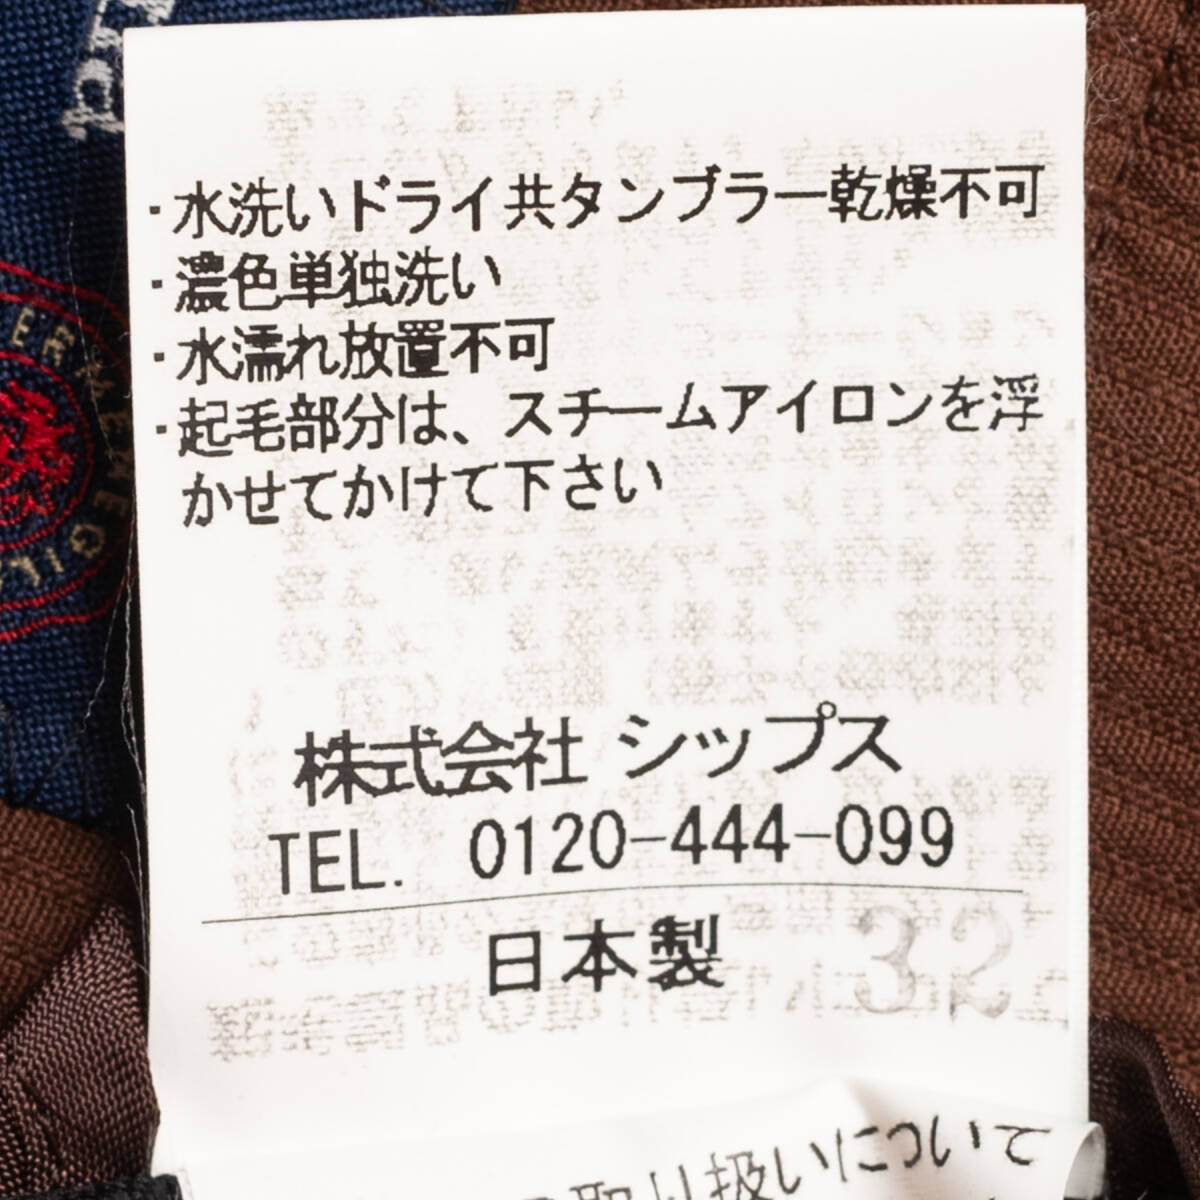 ・水洗いドライ共タンブラー乾燥不可
・濃色単独洗い
・水濡れ放置不可
・起毛部分は、スチームアイロンを浮
かせてかけて下さい
株式会社 シップス
TEL. 0120-444-099
日本製
32
取り扱いについて